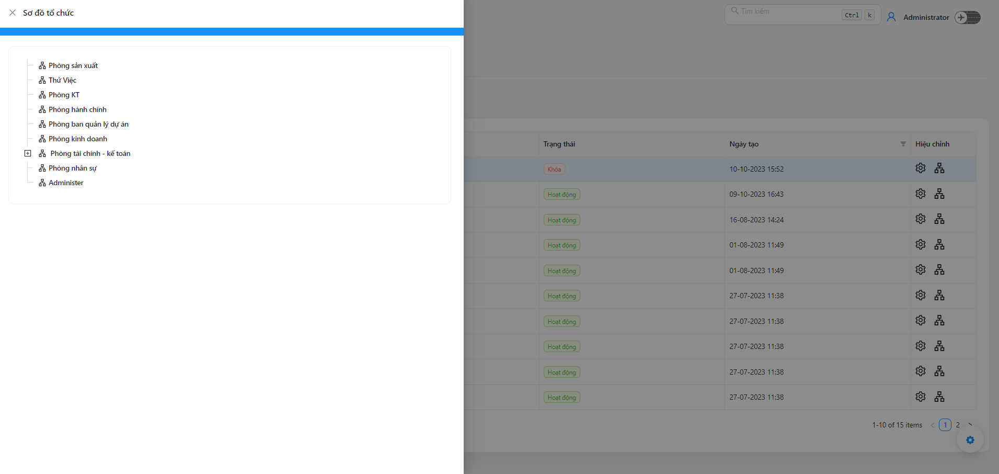 Sơ đồ tổ chức
Phòng sản xuất
Thử Việc
Phòng KT
Phòng hành chính
Phòng ban quản lý dự án
Phòng kinh doanh
Phòng tài chính - kế toán
Phòng nhân sự
Administer
Tìm kiếm Ctrl k Administrator
Trạng thái Ngày tạo Hiệu chỉnh
Khóa 10-10-2023 15:52
Hoạt động 09-10-2023 16:43
Hoạt động 16-08-2023 14:24
Hoạt động 01-08-2023 11:49
Hoạt động 01-08-2023 11:49
Hoạt động 27-07-2023 11:38
Hoạt động 27-07-2023 11:38
Hoạt động 27-07-2023 11:38
Hoạt động 27-07-2023 11:38
Hoạt động 27-07-2023 11:38
1-10 of 15 items < 1 2 >